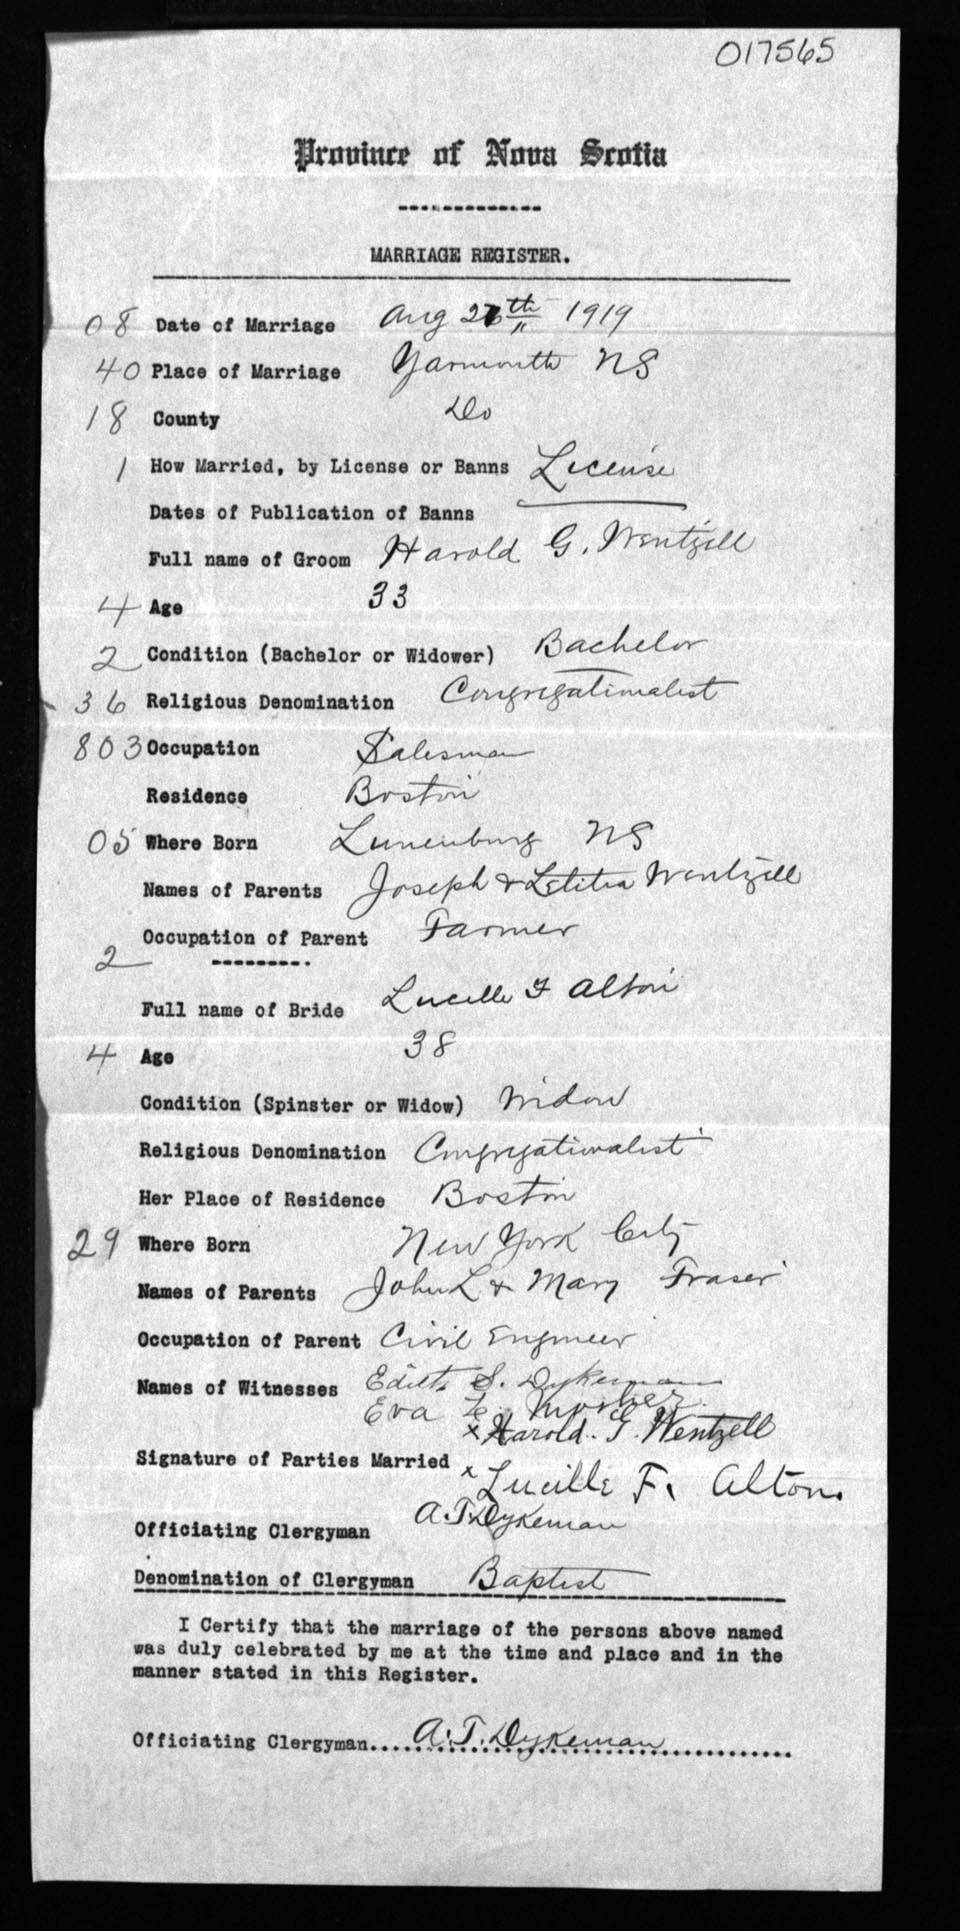 017565
Province of Nova Scotia
MARRIAGE REGISTER.
08 Date of Marriage Aug 26th 1919
40 Place of Marriage Yarmouth NS
18 County Do
1 How Married, by License or Banns License
Dates of Publication of Banns
Full name of Groom Harold G. Wentzell
4 Age 33
2 Condition (Bachelor or Widower) Bachelor
36 Religious Denomination Congregationalist
803 Occupation Salesman
Residence Boston
05 Where Born Lunenburg NS
Names of Parents Joseph & Letitia Wentzell
Occupation of Parent Farmer
2
Full name of Bride Lucille F Alton
4 Age 38
Condition (Spinster or Widow) Widow
Religious Denomination Congregationalist
Her Place of Residence Boston
29 Where Born New York City
Names of Parents John L & Mary Fraser
Occupation of Parent Civil Engineer
Names of Witnesses Edith S. Dykeman
Eva L. Mosher
x Harold. G. Wentzell
Signature of Parties Married
x Lucille F. Alton.
Officiating Clergyman A.T. Dykeman
Denomination of Clergyman Baptist
I Certify that the marriage of the persons above named
was duly celebrated by me at the time and place and in the
manner stated in this Register.
Officiating Clergyman.... A.T. Dykeman